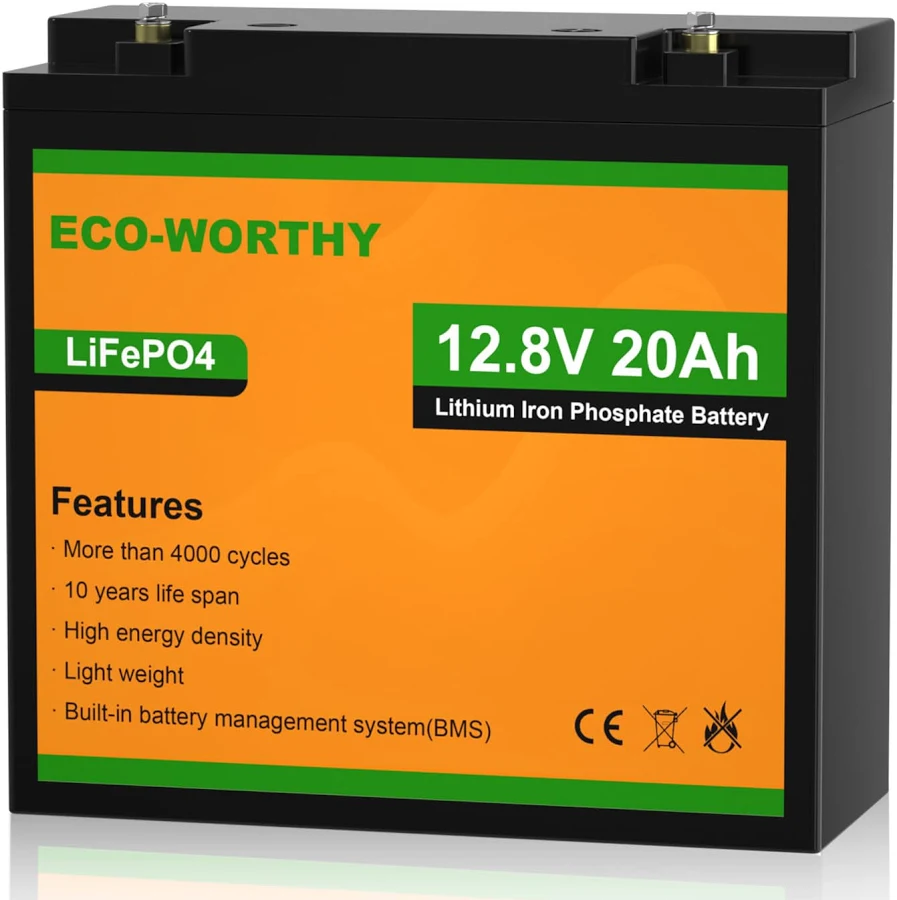 ECO-WORTHY
LiFePO4
12.8V 20Ah
Lithium Iron Phosphate Battery
Features
· More than 4000 cycles
· 10 years life span
· High energy density
· Light weight
· Built-in battery management system(BMS)
CE